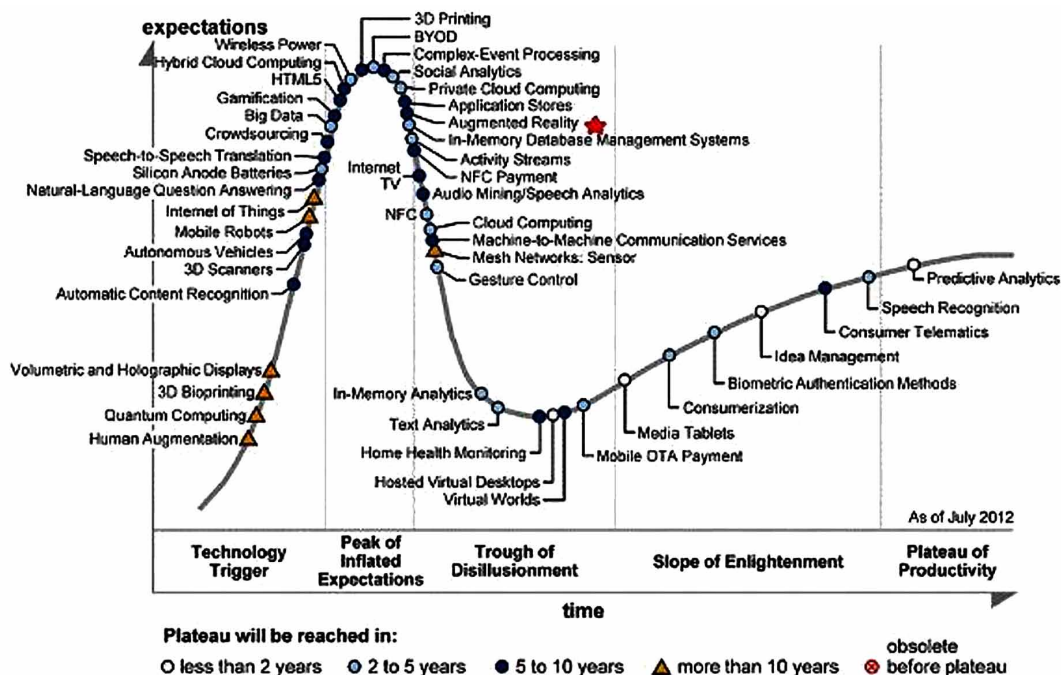 expectations
3D Printing
BYOD
Wireless Power
Complex-Event Processing
Hybrid Cloud Computing
Social Analytics
HTML5
Private Cloud Computing
Gamification
Application Stores
Big Data
Augmented Reality
Crowdsourcing
In-Memory Database Management Systems
Speech-to-Speech Translation
Activity Streams
Silicon Anode Batteries
Internet
TV
NFC Payment
Natural-Language Question Answering
Audio Mining/Speech Analytics
Internet of Things
NFC
Cloud Computing
Mobile Robots
Machine-to-Machine Communication Services
Autonomous Vehicles
Mesh Networks: Sensor
3D Scanners
Gesture Control
Automatic Content Recognition
Predictive Analytics
Speech Recognition
Consumer Telematics
Idea Management
Volumetric and Holographic Displays
Biometric Authentication Methods
3D Bioprinting
In-Memory Analytics
Consumerization
Quantum Computing
Text Analytics
Media Tablets
Human Augmentation
Home Health Monitoring
Mobile OTA Payment
Hosted Virtual Desktops
Virtual Worlds
As of July 2012
Technology
Trigger
Peak of
Inflated
Expectations
Trough of
Disillusionment
Slope of Enlightenment
Plateau of
Productivity
time
Plateau will be reached in:
less than 2 years
2 to 5 years
5 to 10 years
more than 10 years
obsolete
before plateau